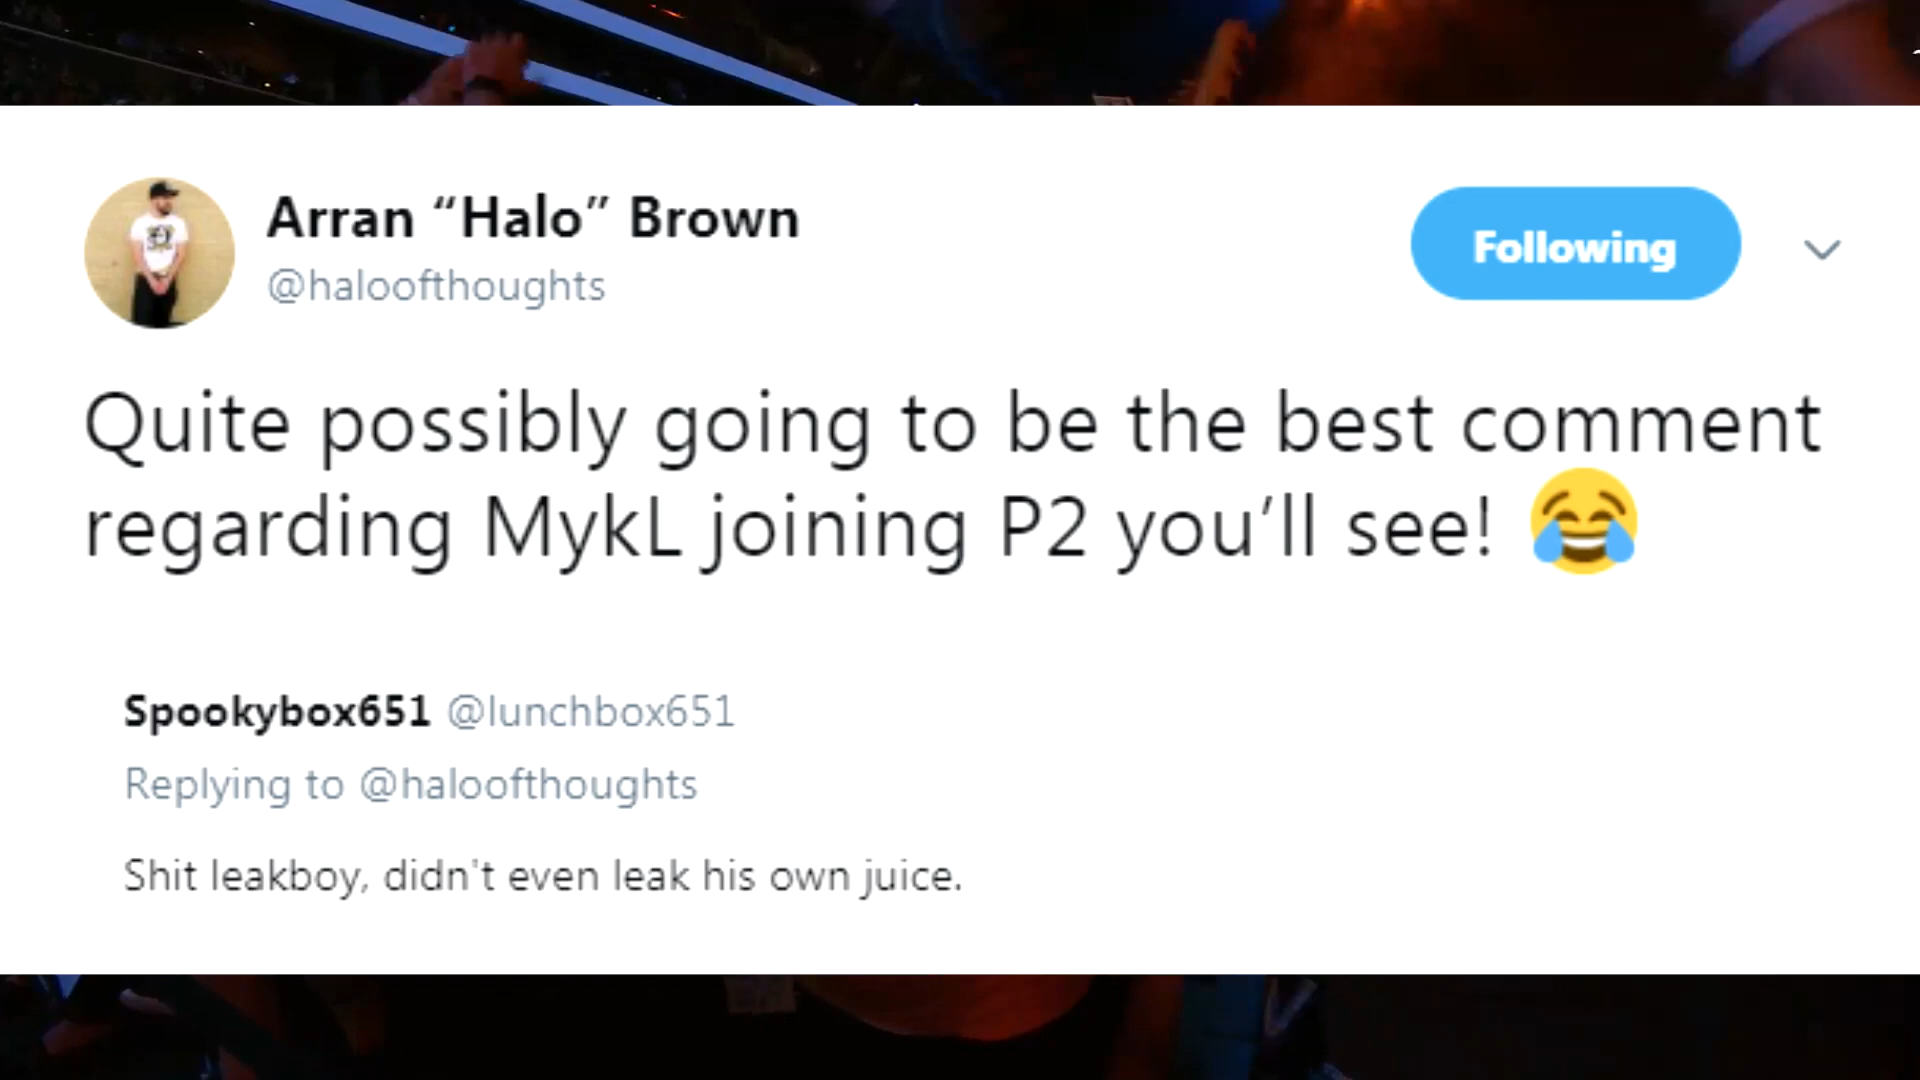 Arran “Halo” Brown
@haloofthoughts
Following
Quite possibly going to be the best comment
regarding MykL joining P2 you’ll see! 😂
Spookybox651 @lunchbox651
Replying to @haloofthoughts
Shit leakboy, didn't even leak his own juice.